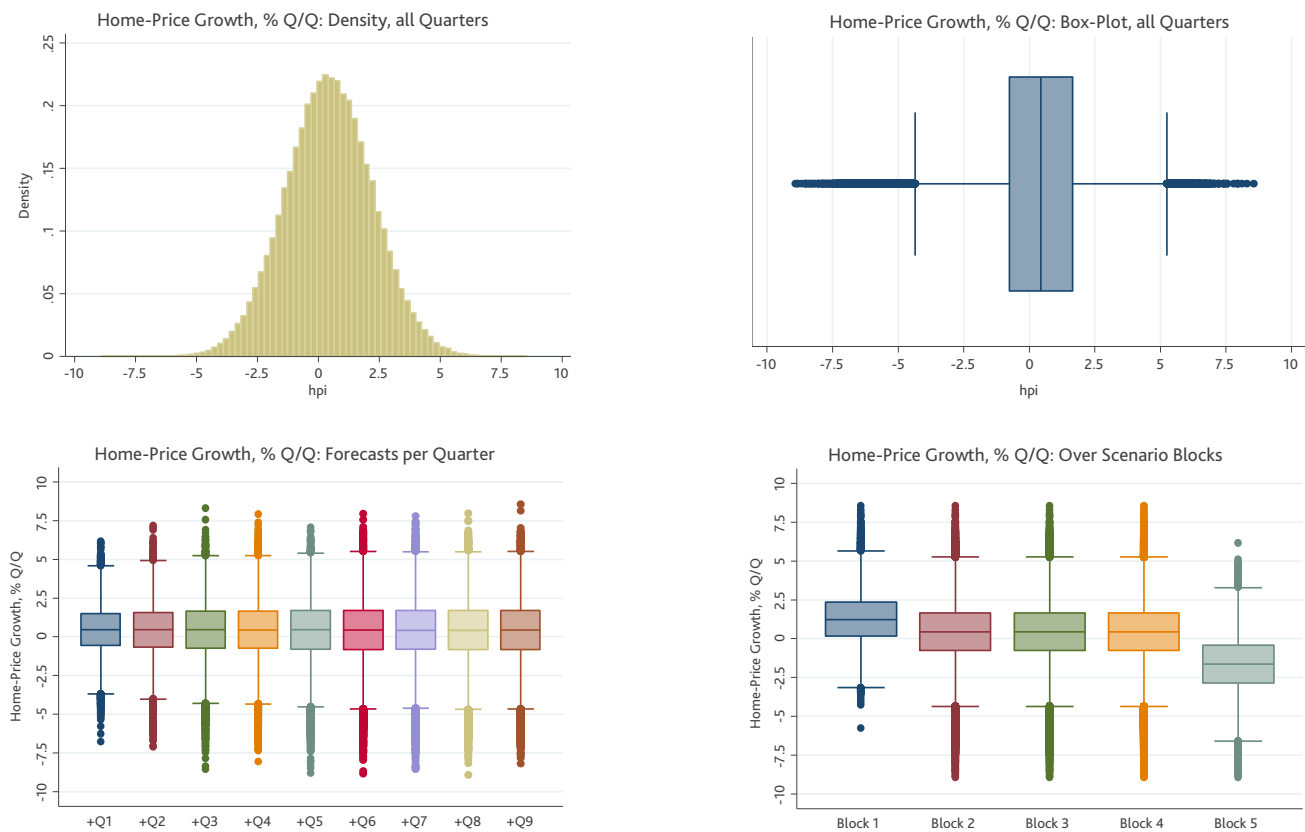 Home-Price Growth, % Q/Q: Density, all Quarters
.25
.2
.15
.1
.05
0
Density
-10 -7.5 -5 -2.5 0 2.5 5 7.5 10
hpi
Home-Price Growth, % Q/Q: Box-Plot, all Quarters
-10 -7.5 -5 -2.5 0 2.5 5 7.5 10
hpi
Home-Price Growth, % Q/Q: Forecasts per Quarter
10
7.5
5
2.5
0
-2.5
-5
-7.5
-10
Home-Price Growth, % Q/Q
+Q1 +Q2 +Q3 +Q4 +Q5 +Q6 +Q7 +Q8 +Q9
Home-Price Growth, % Q/Q: Over Scenario Blocks
10
7.5
5
2.5
0
-2.5
-5
-7.5
-10
Home-Price Growth, % Q/Q
Block 1 Block 2 Block 3 Block 4 Block 5